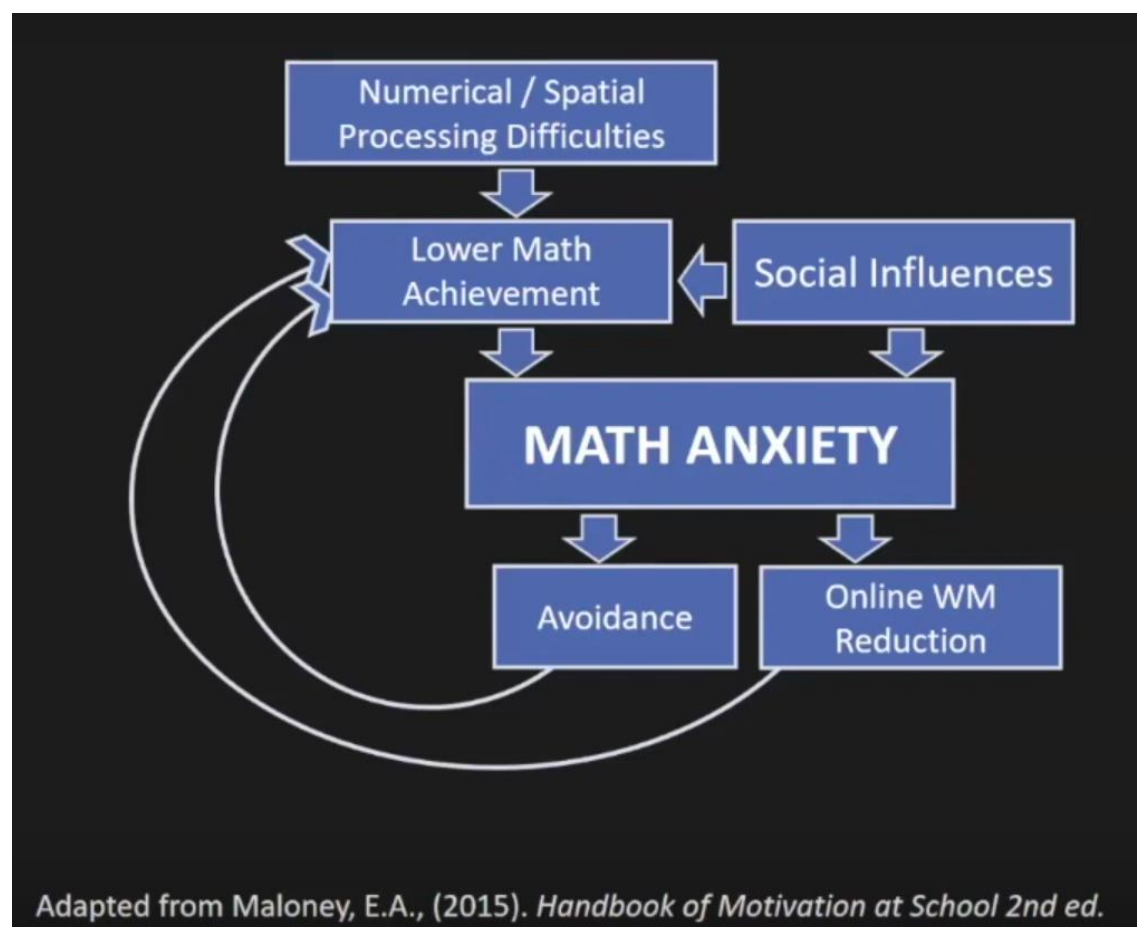 Numerical / Spatial
Processing Difficulties
Lower Math
Achievement
Social Influences
MATH ANXIETY
Avoidance
Online WM
Reduction
Adapted from Maloney, E.A., (2015). Handbook of Motivation at School 2nd ed.